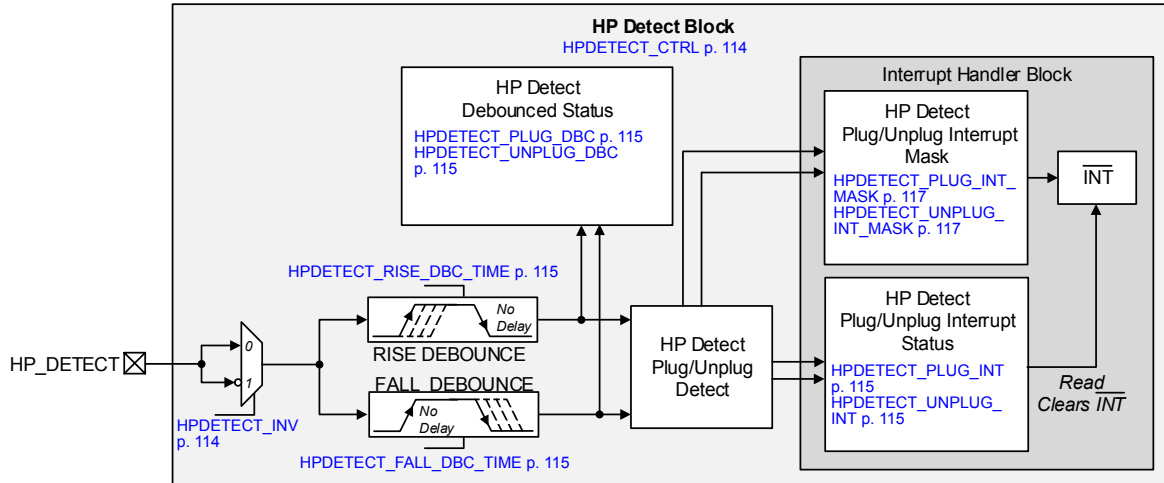 HP Detect Block
HPDETECT_CTRL p. 114
HP Detect
Debounced Status
HPDETECT_PLUG_DBC p. 115
HPDETECT_UNPLUG_DBC
p. 115
Interrupt Handler Block
HP Detect
Plug/Unplug Interrupt
Mask
HPDETECT_PLUG_INT_
MASK p. 117
HPDETECT_UNPLUG_
INT_MASK p. 117
INT
HPDETECT_RISE_DBC_TIME p. 115
No
Delay
RISE DEBOUNCE
HP_DETECT
0
1
HPDETECT_INV
p. 114
FALL DEBOUNCE
No
Delay
HPDETECT_FALL_DBC_TIME p. 115
HP Detect
Plug/Unplug
Detect
HP Detect
Plug/Unplug Interrupt
Status
HPDETECT_PLUG_INT
p. 115
HPDETECT_UNPLUG_
INT p. 115
Read
Clears INT